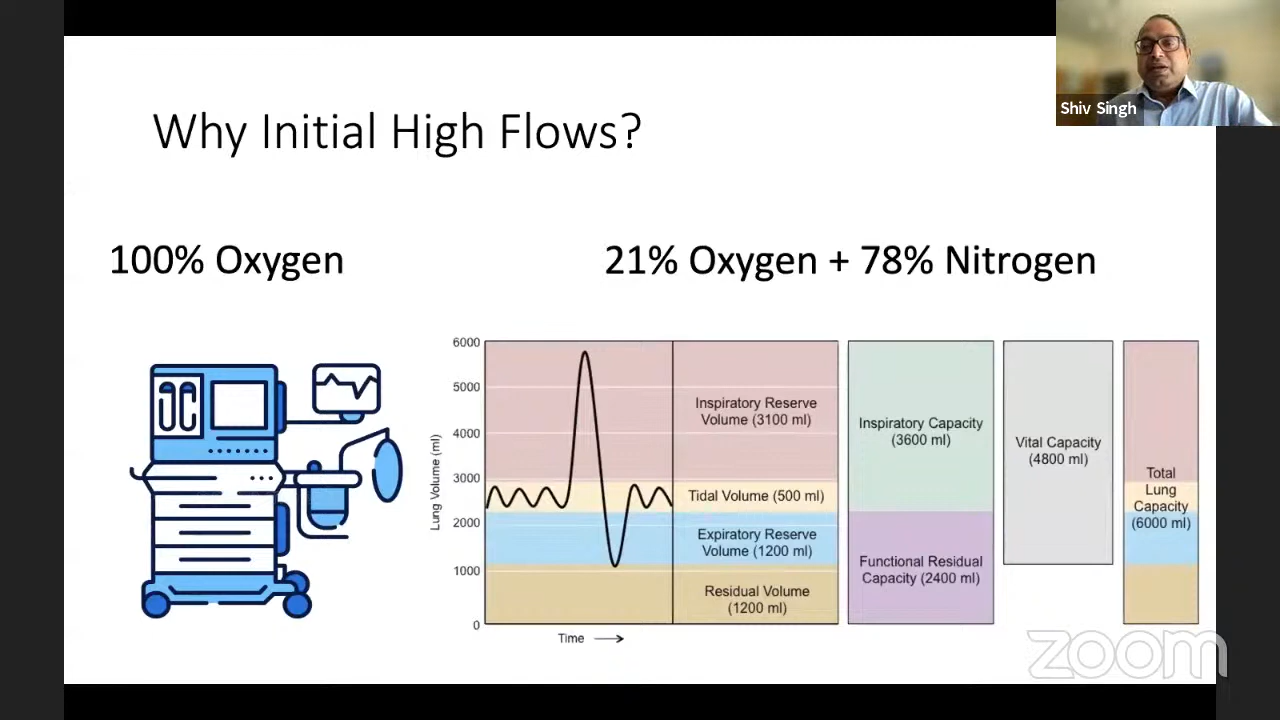 Shiv Singh
Why Initial High Flows?
100% Oxygen
21% Oxygen + 78% Nitrogen
Lung Volume (ml)
6000
5000
4000
3000
2000
1000
0
Inspiratory Reserve
Volume (3100 ml)
Tidal Volume (500 ml)
Expiratory Reserve
Volume (1200 ml)
Residual Volume
(1200 ml)
Inspiratory Capacity
(3600 ml)
Functional Residual
Capacity (2400 ml)
Vital Capacity
(4800 ml)
Total
Lung
Capacity
(6000 ml)
Time
zoom